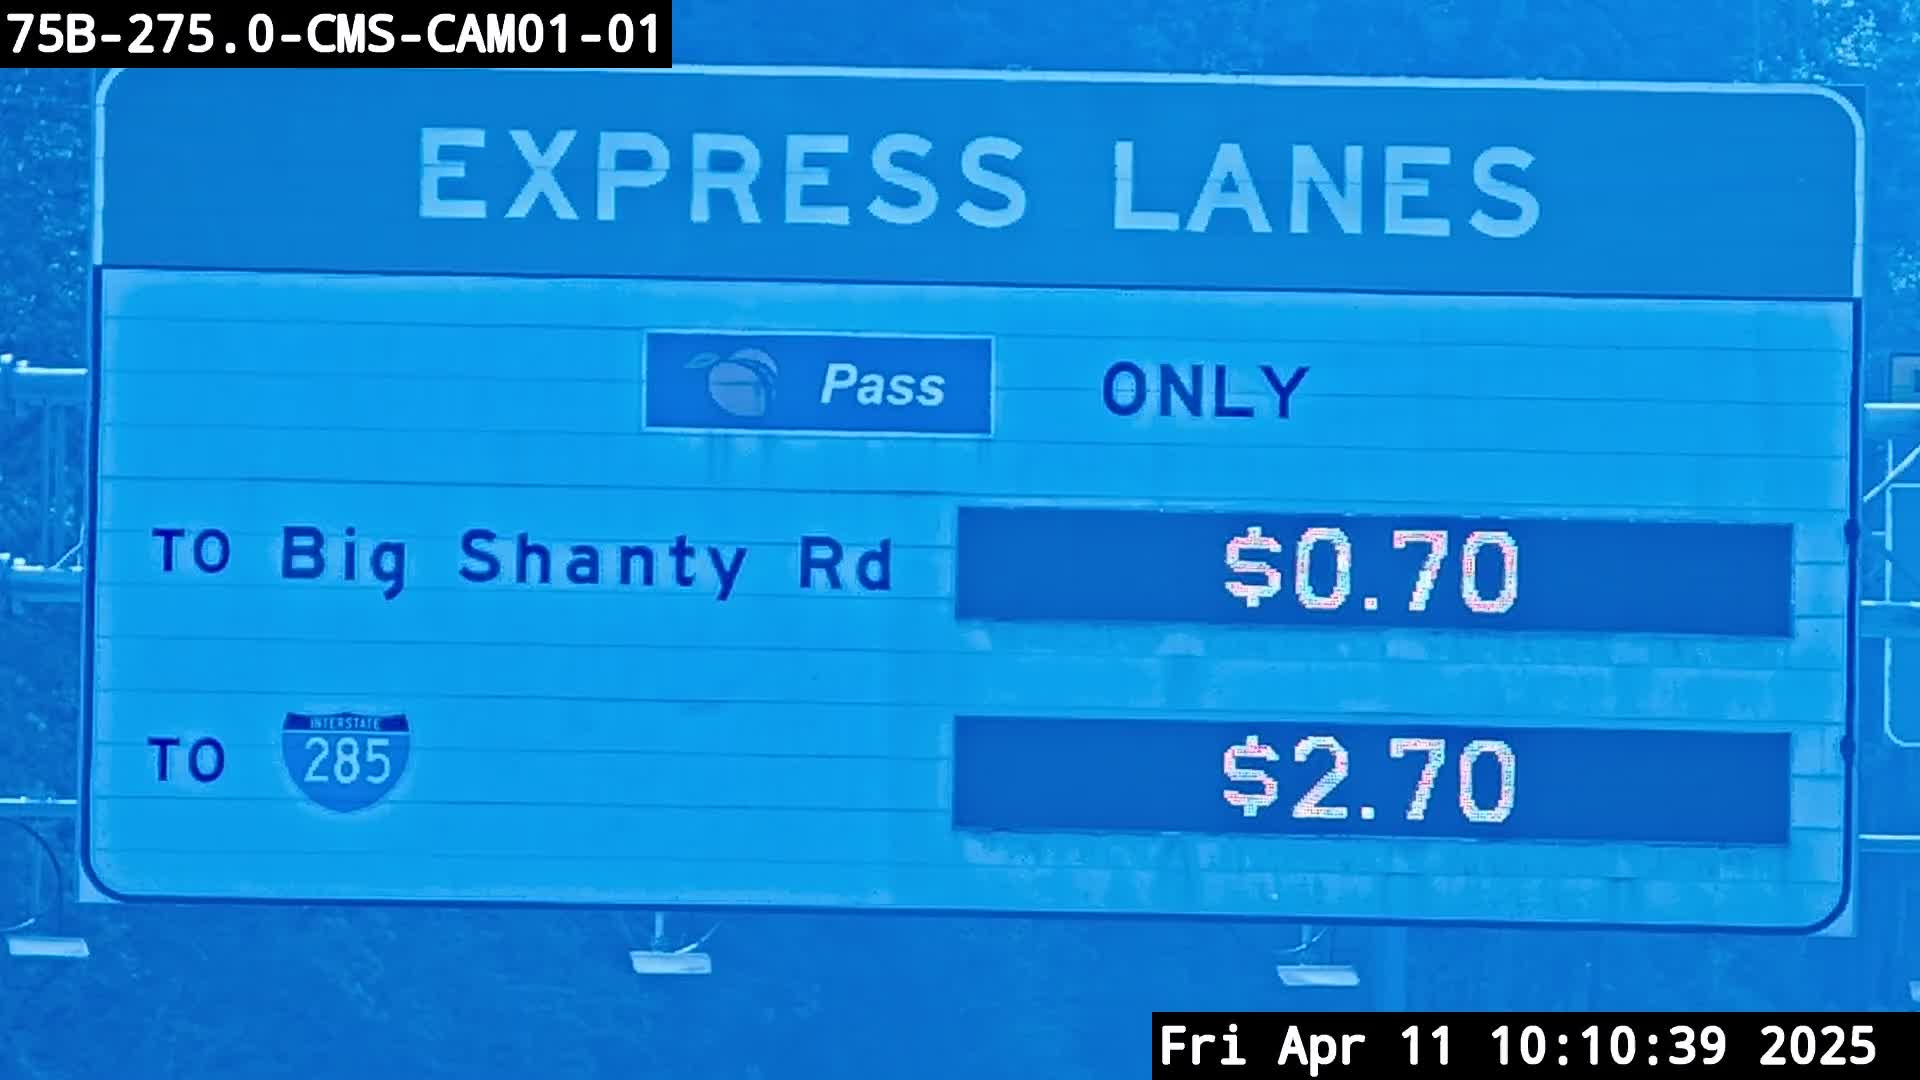 75B-275.0-CMS-CAM01-01
EXPRESS LANES
Pass ONLY
TO Big Shanty Rd $0.70
INTERSTATE
TO 285 $2.70
Fri Apr 11 10:10:39 2025